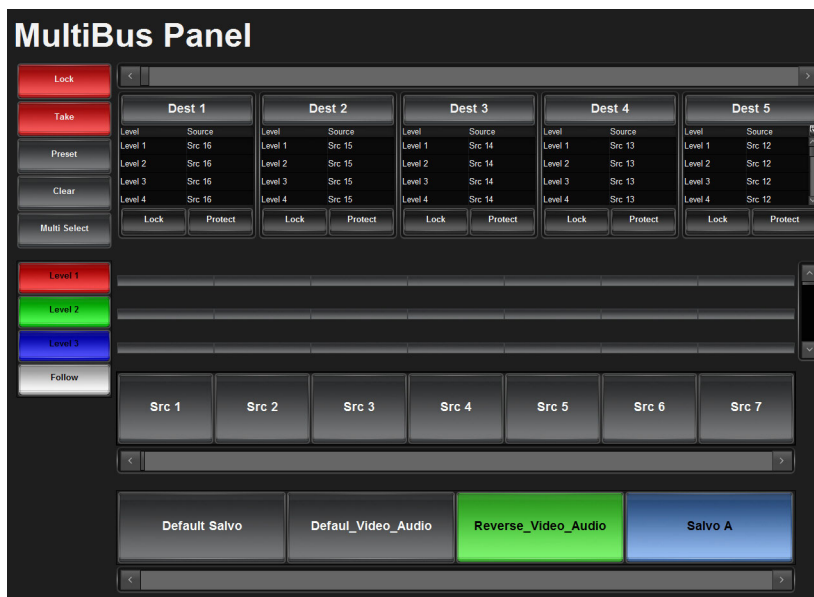 MultiBus Panel
Lock
Take
Preset
Clear
Multi Select
Dest 1 Dest 2 Dest 3 Dest 4 Dest 5
Level Source Level Source Level Source Level Source Level Source
Level 1 Src 16 Level 1 Src 15 Level 1 Src 14 Level 1 Src 13 Level 1 Src 12
Level 2 Src 16 Level 2 Src 15 Level 2 Src 14 Level 2 Src 13 Level 2 Src 12
Level 3 Src 16 Level 3 Src 15 Level 3 Src 14 Level 3 Src 13 Level 3 Src 12
Level 4 Src 16 Level 4 Src 15 Level 4 Src 14 Level 4 Src 13 Level 4 Src 12
Lock Protect Lock Protect Lock Protect Lock Protect Lock Protect
Level 1
Level 2
Level 3
Follow
Src 1 Src 2 Src 3 Src 4 Src 5 Src 6 Src 7
Default Salvo Defaul_Video_Audio Reverse_Video_Audio Salvo A